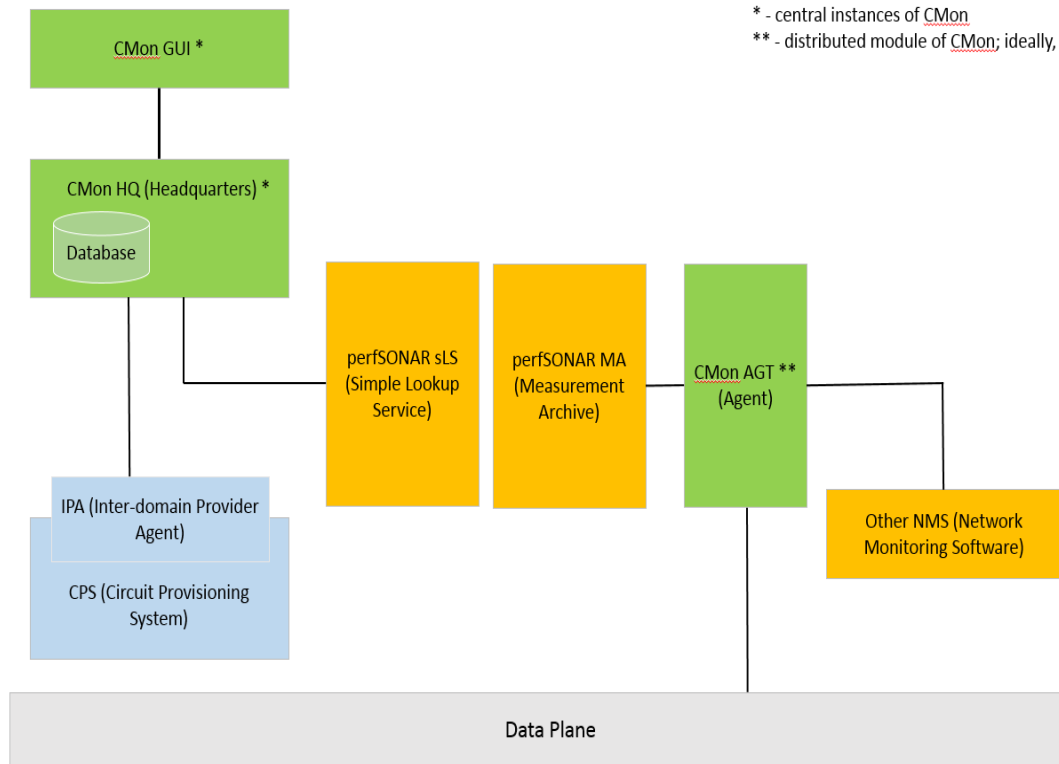 * - central instances of CMon
** - distributed module of CMon; ideally,
CMon GUI *
CMon HQ (Headquarters) *
Database
perfSONAR sLS
(Simple Lookup
Service)
perfSONAR MA
(Measurement
Archive)
CMon AGT **
(Agent)
IPA (Inter-domain Provider
Agent)
CPS (Circuit Provisioning
System)
Other NMS (Network
Monitoring Software)
Data Plane